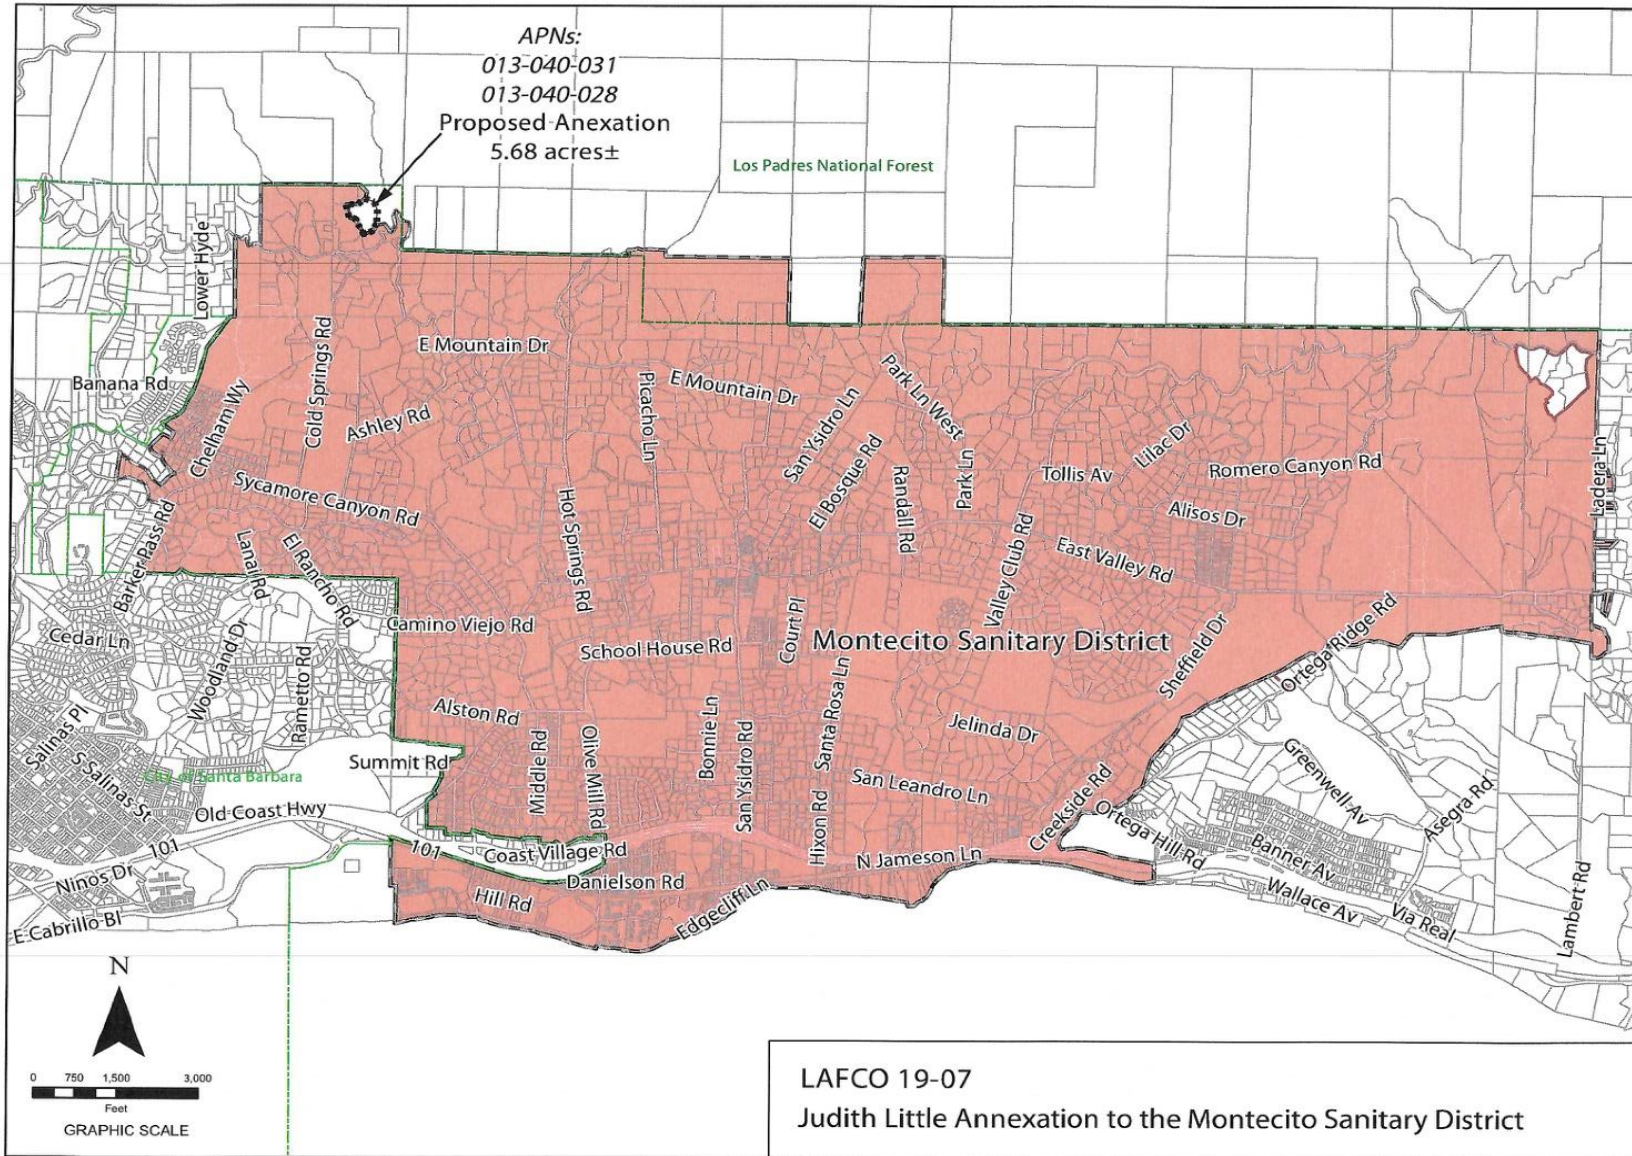 APNs:
013-040-031
013-040-028
Proposed Anexation
5.68 acres±
Los Padres National Forest
Lower Hyde
Cold Springs Rd
E Mountain Dr
Banana Rd
Chelham Wy
Ashley Rd
Picacho Ln
E Mountain Dr
San Ysidro Ln
Park Ln West
El Bosque Rd
Randall Rd
Park Ln
Tollis Av
Lilac Dr
Romero Canyon Rd
Ladera Ln
Sycamore Canyon Rd
Hot Springs Rd
Alisos Dr
Barker Pass Rd
Lanai Rd
El Rancho Rd
Valley Club Rd
East Valley Rd
Camino Viejo Rd
Cedar Ln
Woodland Dr
Rametto Rd
School House Rd
Court Pl
Montecito Sanitary District
Sheffield Dr
Ortega Ridge Rd
Salinas Pl
S Salinas St
City of Santa Barbara
Summit Rd
Alston Rd
Middle Rd
Olive Mill Rd
Bonnie Ln
San Ysidro Rd
Santa Rosa Ln
Jelinda Dr
San Leandro Ln
Hixon Rd
Creekside Rd
Greenwell Av
Asegra Rd
Old Coast Hwy
101
101
Coast Village Rd
Danielson Rd
N Jameson Ln
Ortega Hill Rd
Banner Av
Wallace Av
Via Real
Lambert Rd
Ninos Dr
E Cabrillo Bl
Hill Rd
Edgecliff Ln
N
0 750 1,500 3,000
Feet
GRAPHIC SCALE
LAFCO 19-07
Judith Little Annexation to the Montecito Sanitary District